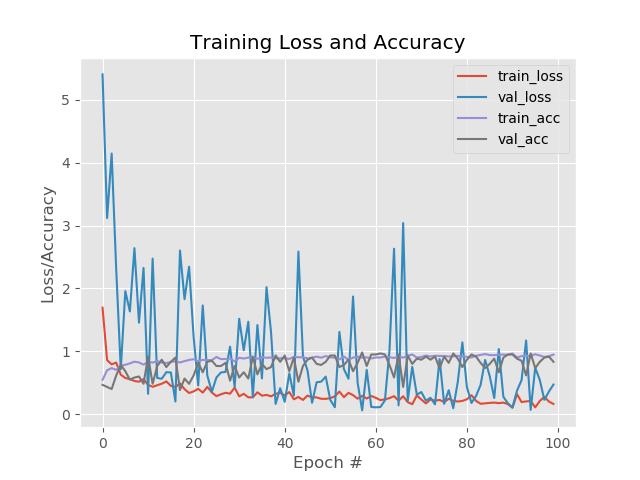 Training Loss and Accuracy
train_loss
val_loss
train_acc
val_acc
Loss/Accuracy
5
4
3
2
1
0
0 20 40 60 80 100
Epoch #